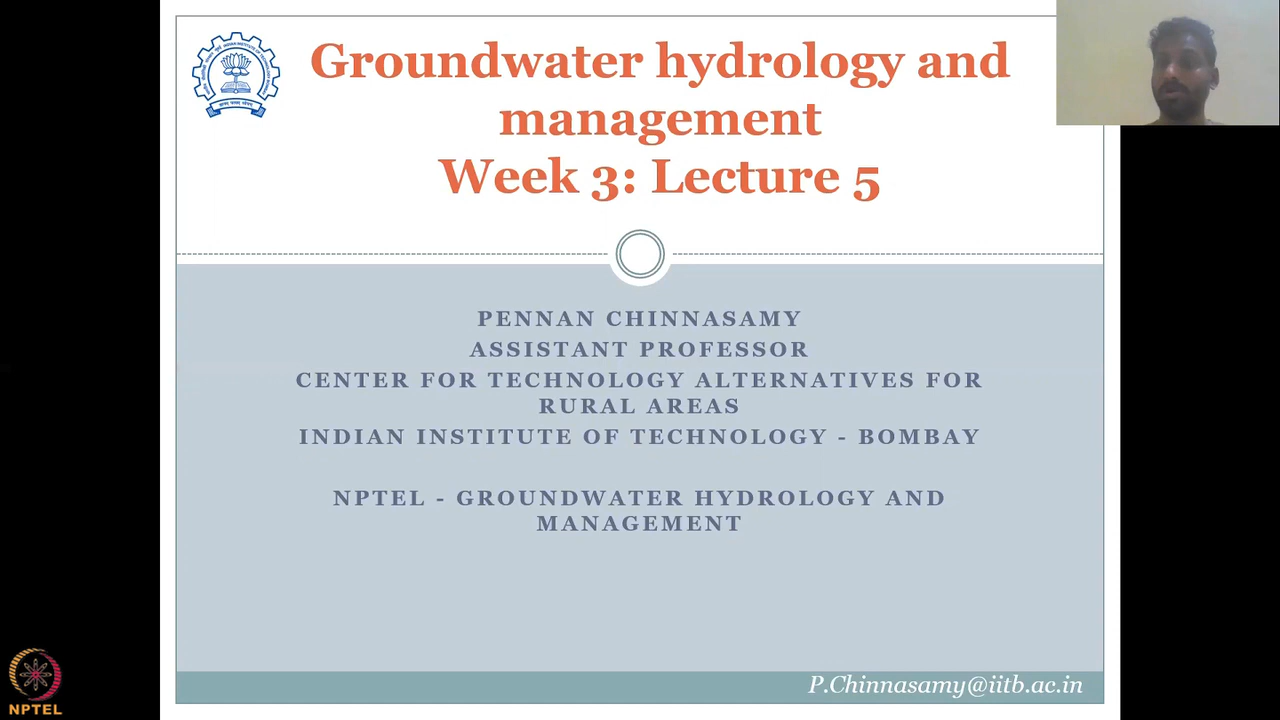 Groundwater hydrology and
management
Week 3: Lecture 5
PENNAN CHINNASAMY
ASSISTANT PROFESSOR
CENTER FOR TECHNOLOGY ALTERNATIVES FOR
RURAL AREAS
INDIAN INSTITUTE OF TECHNOLOGY - BOMBAY
NPTEL - GROUNDWATER HYDROLOGY AND
MANAGEMENT
P.Chinnasamy@iitb.ac.in
NPTEL